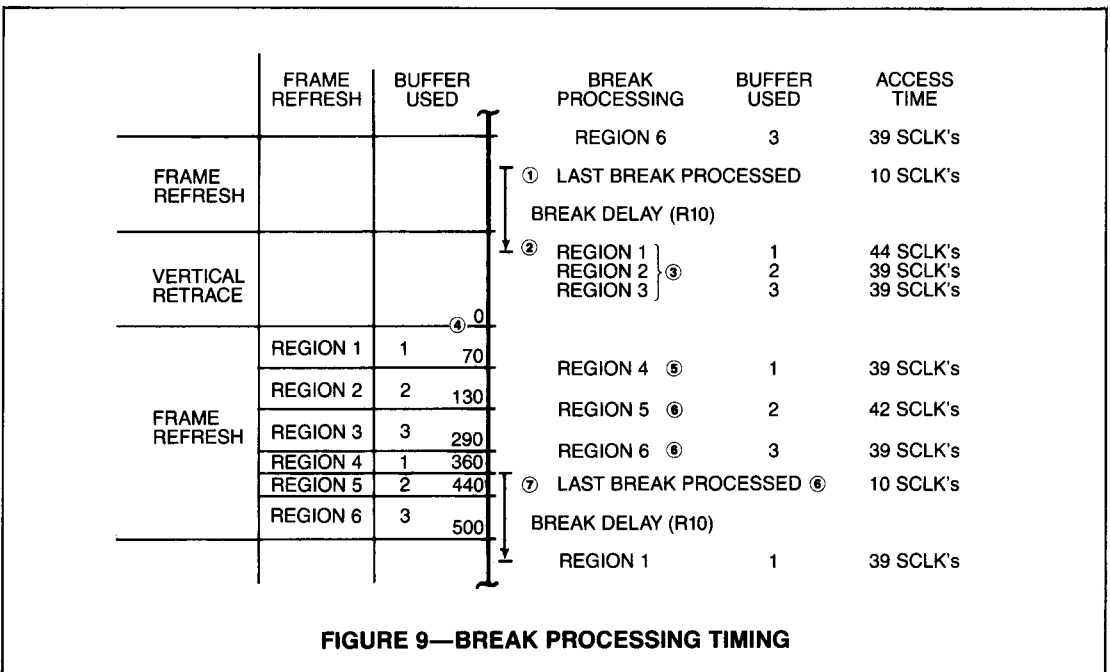 FRAME REFRESH BUFFER USED BREAK PROCESSING BUFFER USED ACCESS TIME
REGION 6 3 39 SCLK's
FRAME REFRESH ① LAST BREAK PROCESSED 10 SCLK's
BREAK DELAY (R10)
VERTICAL RETRACE ② REGION 1 1 44 SCLK's
REGION 2 ③ 2 39 SCLK's
REGION 3 3 39 SCLK's
④ 0
REGION 1 1 70
REGION 4 ⑤ 1 39 SCLK's
REGION 2 2 130
REGION 5 ⑥ 2 42 SCLK's
FRAME REFRESH
REGION 3 3 290
REGION 6 ⑥ 3 39 SCLK's
REGION 4 1 360
REGION 5 2 440 ⑦ LAST BREAK PROCESSED ⑥ 10 SCLK's
REGION 6 3 500 BREAK DELAY (R10)
REGION 1 1 39 SCLK's
FIGURE 9—BREAK PROCESSING TIMING